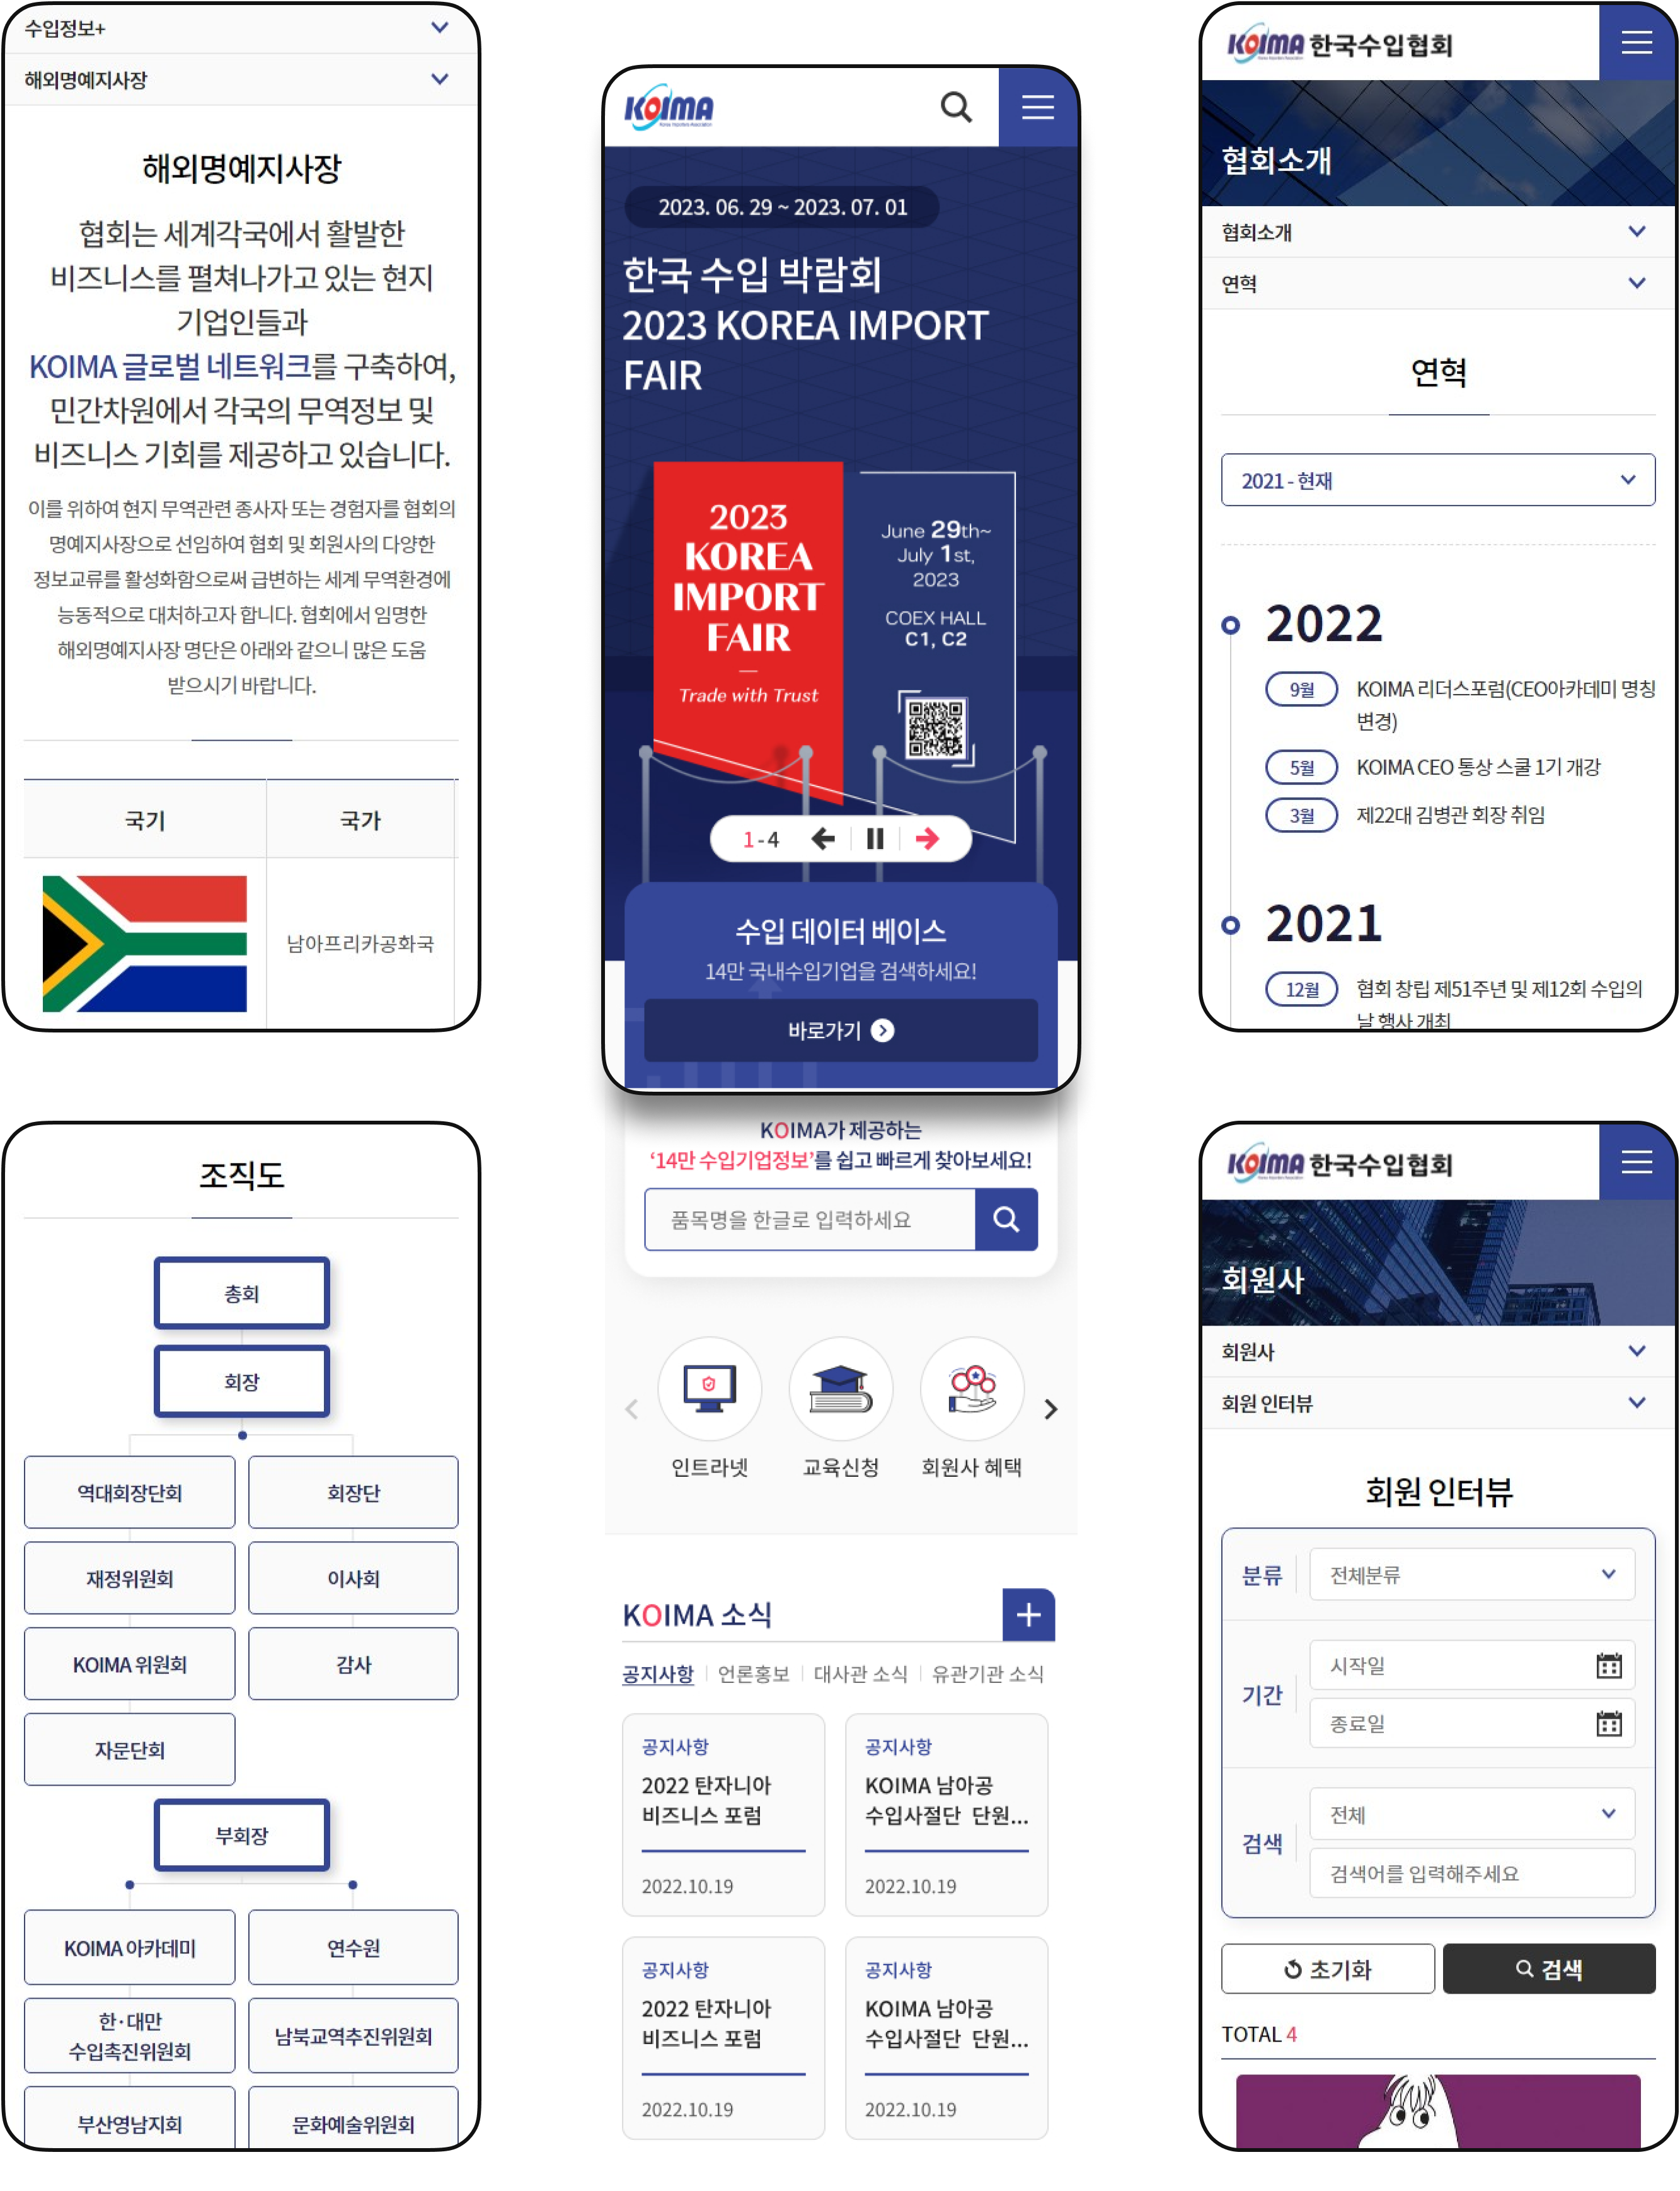 수입정보+
해외명예지사장
해외명예지사장
협회는 세계각국에서 활발한
비즈니스를 펼쳐나가고 있는 현지
기업인들과
KOIMA 글로벌 네트워크를 구축하여,
민간차원에서 각국의 무역정보 및
비즈니스 기회를 제공하고 있습니다.
이를 위하여 현지 무역관련 종사자 또는 경험자를 협회의
명예지사장으로 선임하여 협회 및 회원사의 다양한
정보교류를 활성화함으로써 급변하는 세계 무역환경에
능동적으로 대처하고자 합니다. 협회에서 임명한
해외명예지사장 명단은 아래와 같으니 많은 도움
받으시기 바랍니다.
국기 국가
남아프리카공화국
조직도
총회
회장
역대회장단회 회장단
재정위원회 이사회
KOIMA 위원회 감사
자문단회
부회장
KOIMA 아카데미 연수원
한·대만
수입촉진위원회
남북교역추진위원회
부산영남지회 문화예술위원회
KOIMA
2023. 06. 29 ~ 2023. 07. 01
한국 수입 박람회
2023 KOREA IMPORT
FAIR
2023
KOREA
IMPORT
FAIR
Trade with Trust
June 29th~
July 1st,
2023
COEX HALL
C1, C2
1 - 4
수입 데이터 베이스
14만 국내수입기업을 검색하세요!
바로가기
KOIMA가 제공하는
‘14만 수입기업정보’를 쉽고 빠르게 찾아보세요!
품목명을 한글로 입력하세요
인트라넷 교육신청 회원사 혜택
KOIMA 소식
공지사항 언론홍보 대사관 소식 유관기관 소식
공지사항
2022 탄자니아
비즈니스 포럼
2022.10.19
공지사항
KOIMA 남아공
수입사절단 단원...
2022.10.19
공지사항
2022 탄자니아
비즈니스 포럼
2022.10.19
공지사항
KOIMA 남아공
수입사절단 단원...
2022.10.19
KOIMA 한국수입협회
협회소개
협회소개
연혁
연혁
2021 - 현재
2022
9월 KOIMA 리더스포럼(CEO아카데미 명칭
변경)
5월 KOIMA CEO 통상 스쿨 1기 개강
3월 제22대 김병관 회장 취임
2021
12월 협회 창립 제51주년 및 제12회 수입의
날 행사 개최
KOIMA 한국수입협회
회원사
회원사
회원 인터뷰
회원 인터뷰
분류 전체분류
기간 시작일
종료일
검색 전체
검색어를 입력해주세요
초기화 검색
TOTAL 4